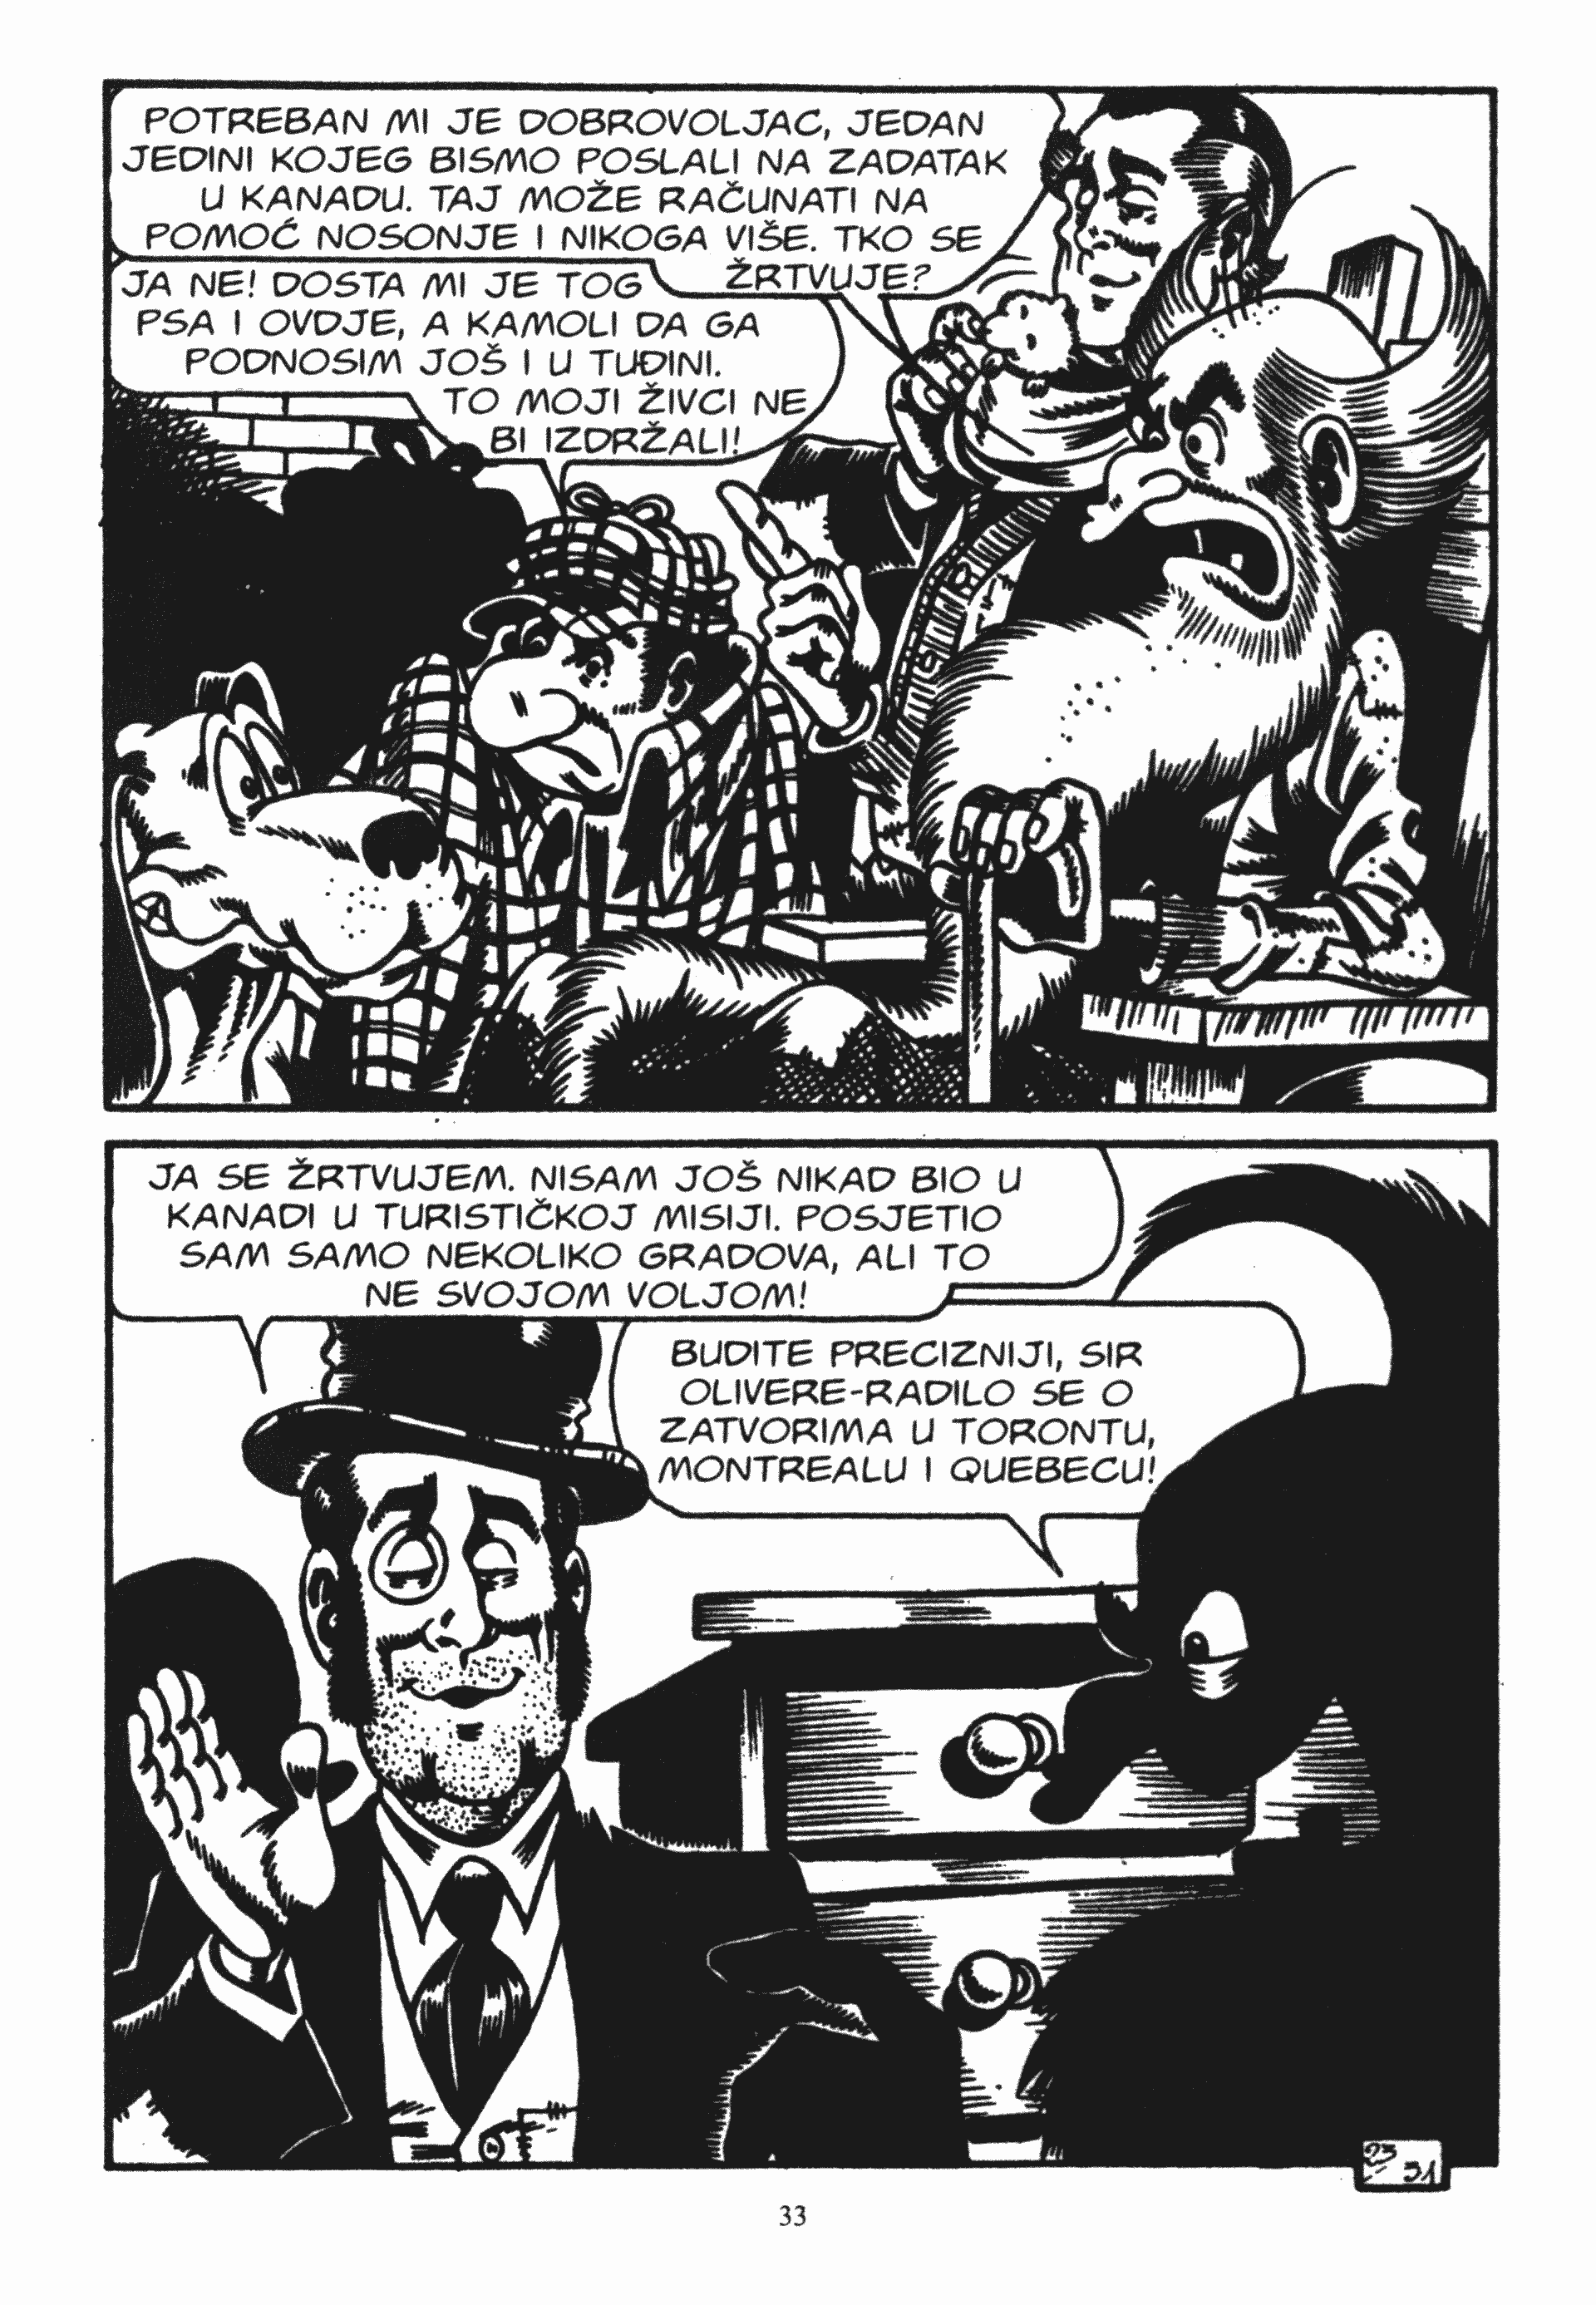 POTREBAN MI JE DOBROVOLJAC, JEDAN
JEDINI KOJEG BISMO POSLALI NA ZADATAK
U KANADU. TAJ MOŽE RAČUNATI NA
POMOĆ NOSONJE I NIKOGA VIŠE. TKO SE
ŽRTVUJE?
JA NE! DOSTA MI JE TOG
PSA I OVDJE, A KAMOLI DA GA
PODNOSIM JOŠ I U TUĐINI.
TO MOJI ŽIVCI NE
BI IZDRŽALI!
JA SE ŽRTVUJEM. NISAM JOŠ NIKAD BIO U
KANADI U TURISTIČKOJ MISIJI. POSJETIO
SAM SAMO NEKOLIKO GRADOVA, ALI TO
NE SVOJOM VOLJOM!
BUDITE PRECIZNIJI, SIR
OLIVERE-RADILO SE O
ZATVORIMA U TORONTU,
MONTREALU I QUEBECU!
23
31
33